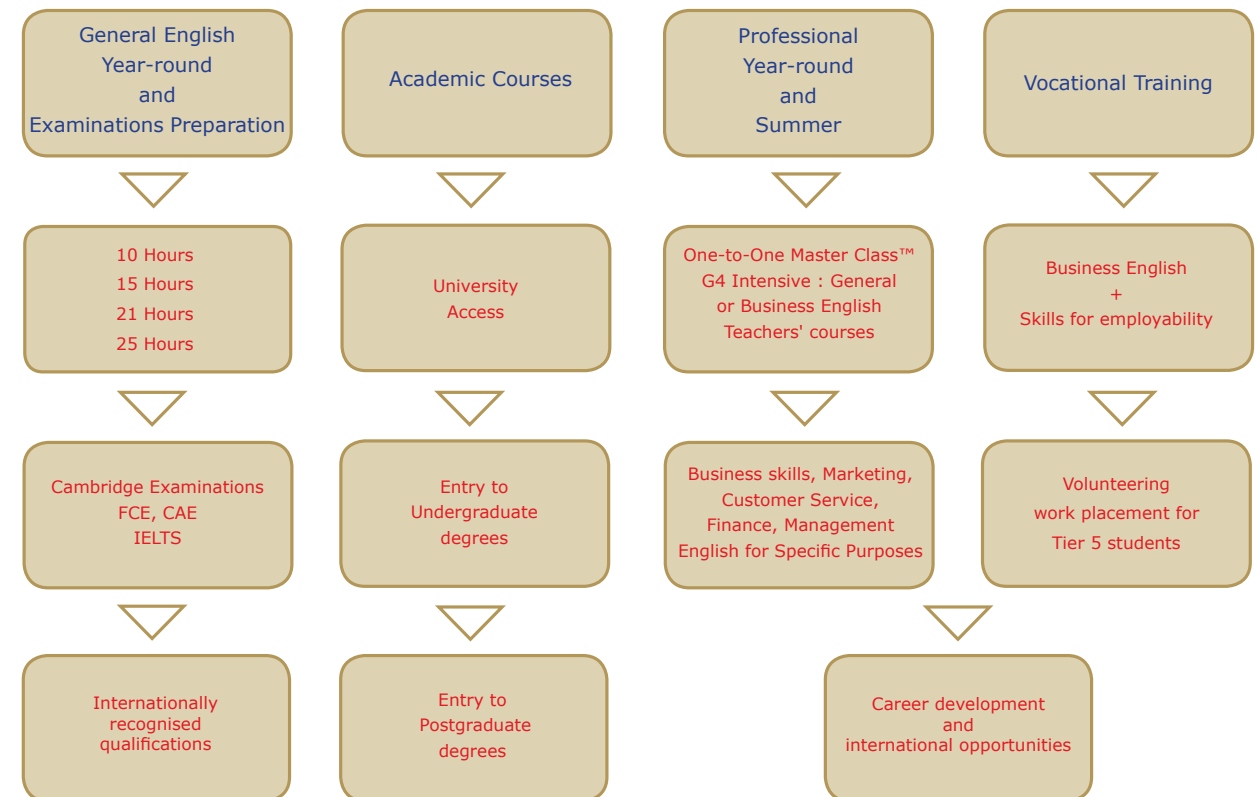 General English
Year-round
and
Examinations Preparation
Academic Courses
Professional
Year-round
and
Summer
Vocational Training
10 Hours
15 Hours
21 Hours
25 Hours
University
Access
One-to-One Master Class™
G4 Intensive : General
or Business English
Teachers' courses
Business English
+
Skills for employability
Cambridge Examinations
FCE, CAE
IELTS
Entry to
Undergraduate
degrees
Business skills, Marketing,
Customer Service,
Finance, Management
English for Specific Purposes
Volunteering
work placement for
Tier 5 students
Internationally
recognised
qualifications
Entry to
Postgraduate
degrees
Career development
and
international opportunities